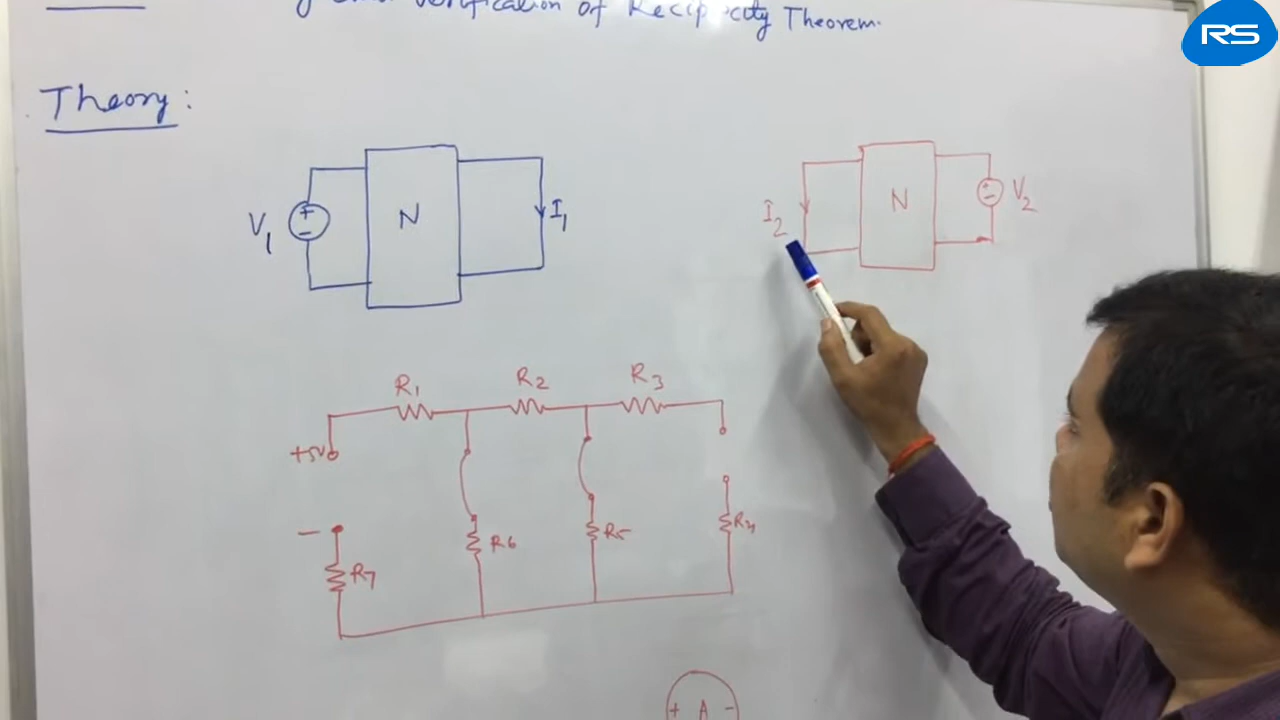 verification of Reciprocity Theorem.
RS
Theory:
V1
+
-
N
I1
I2
N
+
-
V2
R1
R2
R3
+5V
-
R7
R6
R5
R4
+ A -